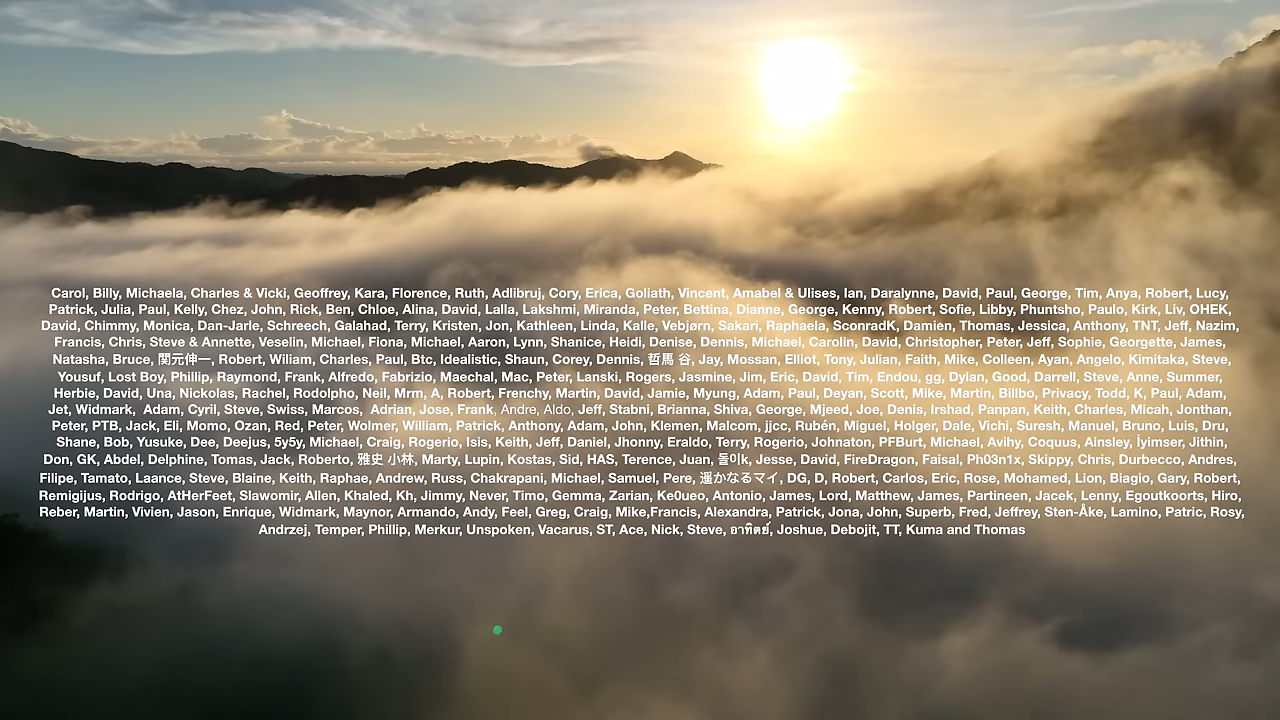 Carol, Billy, Michaela, Charles & Vicki, Geoffrey, Kara, Florence, Ruth, Adlibruj, Cory, Erica, Goliath, Vincent, Amabel & Ulises, Ian, Daralynne, David, Paul, George, Tim, Anya, Robert, Lucy,
Patrick, Julia, Paul, Kelly, Chez, John, Rick, Ben, Chloe, Alina, David, Lalla, Lakshmi, Miranda, Peter, Bettina, Dianne, George, Kenny, Robert, Sofie, Libby, Phuntsho, Paulo, Kirk, Liv, OHEK,
David, Chimmy, Monica, Dan-Jarle, Schreech, Galahad, Terry, Kristen, Jon, Kathleen, Linda, Kalle, Vebjørn, Sakari, Raphaela, SconradK, Damien, Thomas, Jessica, Anthony, TNT, Jeff, Nazim,
Francis, Chris, Steve & Annette, Veselin, Michael, Fiona, Michael, Aaron, Lynn, Shanice, Heidi, Denise, Dennis, Michael, Carolin, David, Christopher, Peter, Jeff, Sophie, Georgette, James,
Natasha, Bruce, 関元伸一, Robert, Wiliam, Charles, Paul, Btc, Idealistic, Shaun, Corey, Dennis, 哲馬 谷, Jay, Mossan, Elliot, Tony, Julian, Faith, Mike, Colleen, Ayan, Angelo, Kimitaka, Steve,
Yousuf, Lost Boy, Phillip, Raymond, Frank, Alfredo, Fabrizio, Maechal, Mac, Peter, Lanski, Rogers, Jasmine, Jim, Eric, David, Tim, Endou, gg, Dylan, Good, Darrell, Steve, Anne, Summer,
Herbie, David, Una, Nickolas, Rachel, Rodolpho, Neil, Mrm, A, Robert, Frenchy, Martin, David, Jamie, Myung, Adam, Paul, Deyan, Scott, Mike, Martin, Billbo, Privacy, Todd, K, Paul, Adam,
Jet, Widmark,  Adam, Cyril, Steve, Swiss, Marcos,  Adrian, Jose, Frank, Andre, Aldo, Jeff, Stabni, Brianna, Shiva, George, Mjeed, Joe, Denis, Irshad, Panpan, Keith, Charles, Micah, Jonthan,
Peter, PTB, Jack, Eli, Momo, Ozan, Red, Peter, Wolmer, William, Patrick, Anthony, Adam, John, Klemen, Malcom, jjcc, Rubén, Miguel, Holger, Dale, Vichi, Suresh, Manuel, Bruno, Luis, Dru,
Shane, Bob, Yusuke, Dee, Deejus, 5y5y, Michael, Craig, Rogerio, Isis, Keith, Jeff, Daniel, Jhonny, Eraldo, Terry, Rogerio, Johnaton, PFBurt, Michael, Avihy, Coquus, Ainsley, İyimser, Jithin,
Don, GK, Abdel, Delphine, Tomas, Jack, Roberto, 雅史 小林, Marty, Lupin, Kostas, Sid, HAS, Terence, Juan, 돌이k, Jesse, David, FireDragon, Faisal, Ph03n1x, Skippy, Chris, Durbecco, Andres,
Filipe, Tamato, Laance, Steve, Blaine, Keith, Raphae, Andrew, Russ, Chakrapani, Michael, Samuel, Pere, 遥かなるマイ, DG, D, Robert, Carlos, Eric, Rose, Mohamed, Lion, Biagio, Gary, Robert,
Remigijus, Rodrigo, AtHerFeet, Slawomir, Allen, Khaled, Kh, Jimmy, Never, Timo, Gemma, Zarian, Ke0ueo, Antonio, James, Lord, Matthew, James, Partineen, Jacek, Lenny, Egoutkoorts, Hiro,
Reber, Martin, Vivien, Jason, Enrique, Widmark, Maynor, Armando, Andy, Feel, Greg, Craig, Mike,Francis, Alexandra, Patrick, Jona, John, Superb, Fred, Jeffrey, Sten-Åke, Lamino, Patric, Rosy,
Andrzej, Temper, Phillip, Merkur, Unspoken, Vacarus, ST, Ace, Nick, Steve, อาทิตย์, Joshue, Debojit, TT, Kuma and Thomas